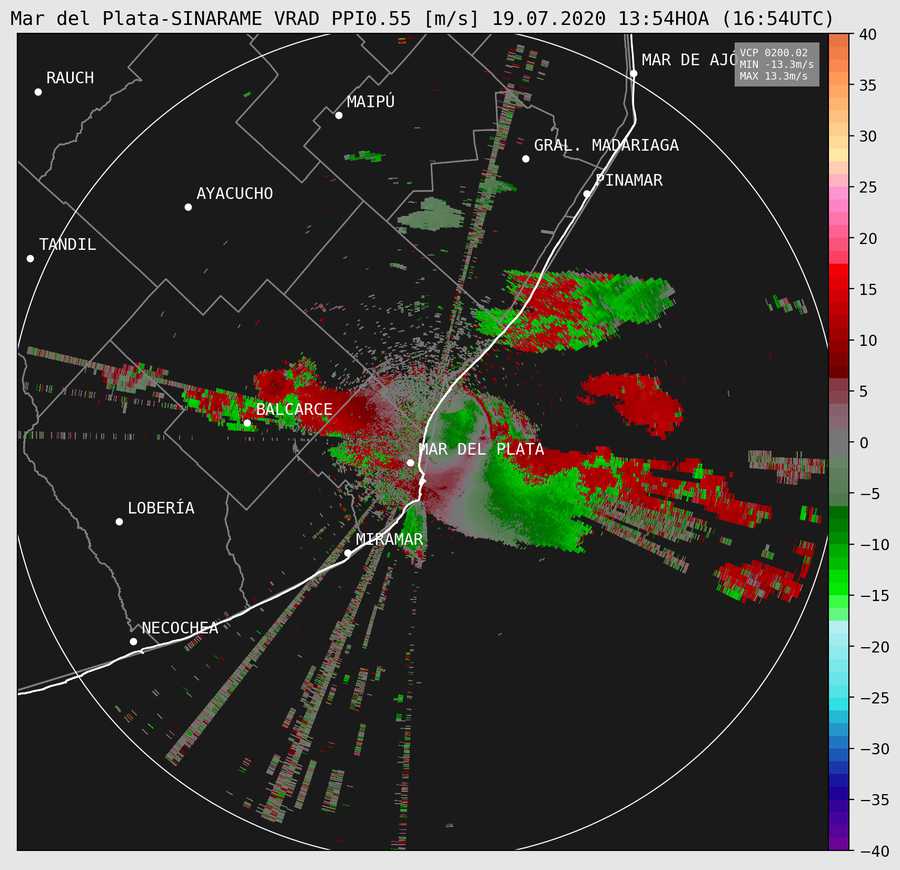 Mar del Plata-SINARAME VRAD PPI0.55 [m/s] 19.07.2020 13:54HOA (16:54UTC)
VCP 0200.02
MIN -13.3m/s
MAX 13.3m/s
MAR DE AJÓ
RAUCH
MAIPÚ
GRAL. MADARIAGA
PINAMAR
AYACUCHO
TANDIL
BALCARCE
MAR DEL PLATA
LOBERÍA
MIRAMAR
NECOCHEA
40
35
30
25
20
15
10
5
0
−5
−10
−15
−20
−25
−30
−35
−40